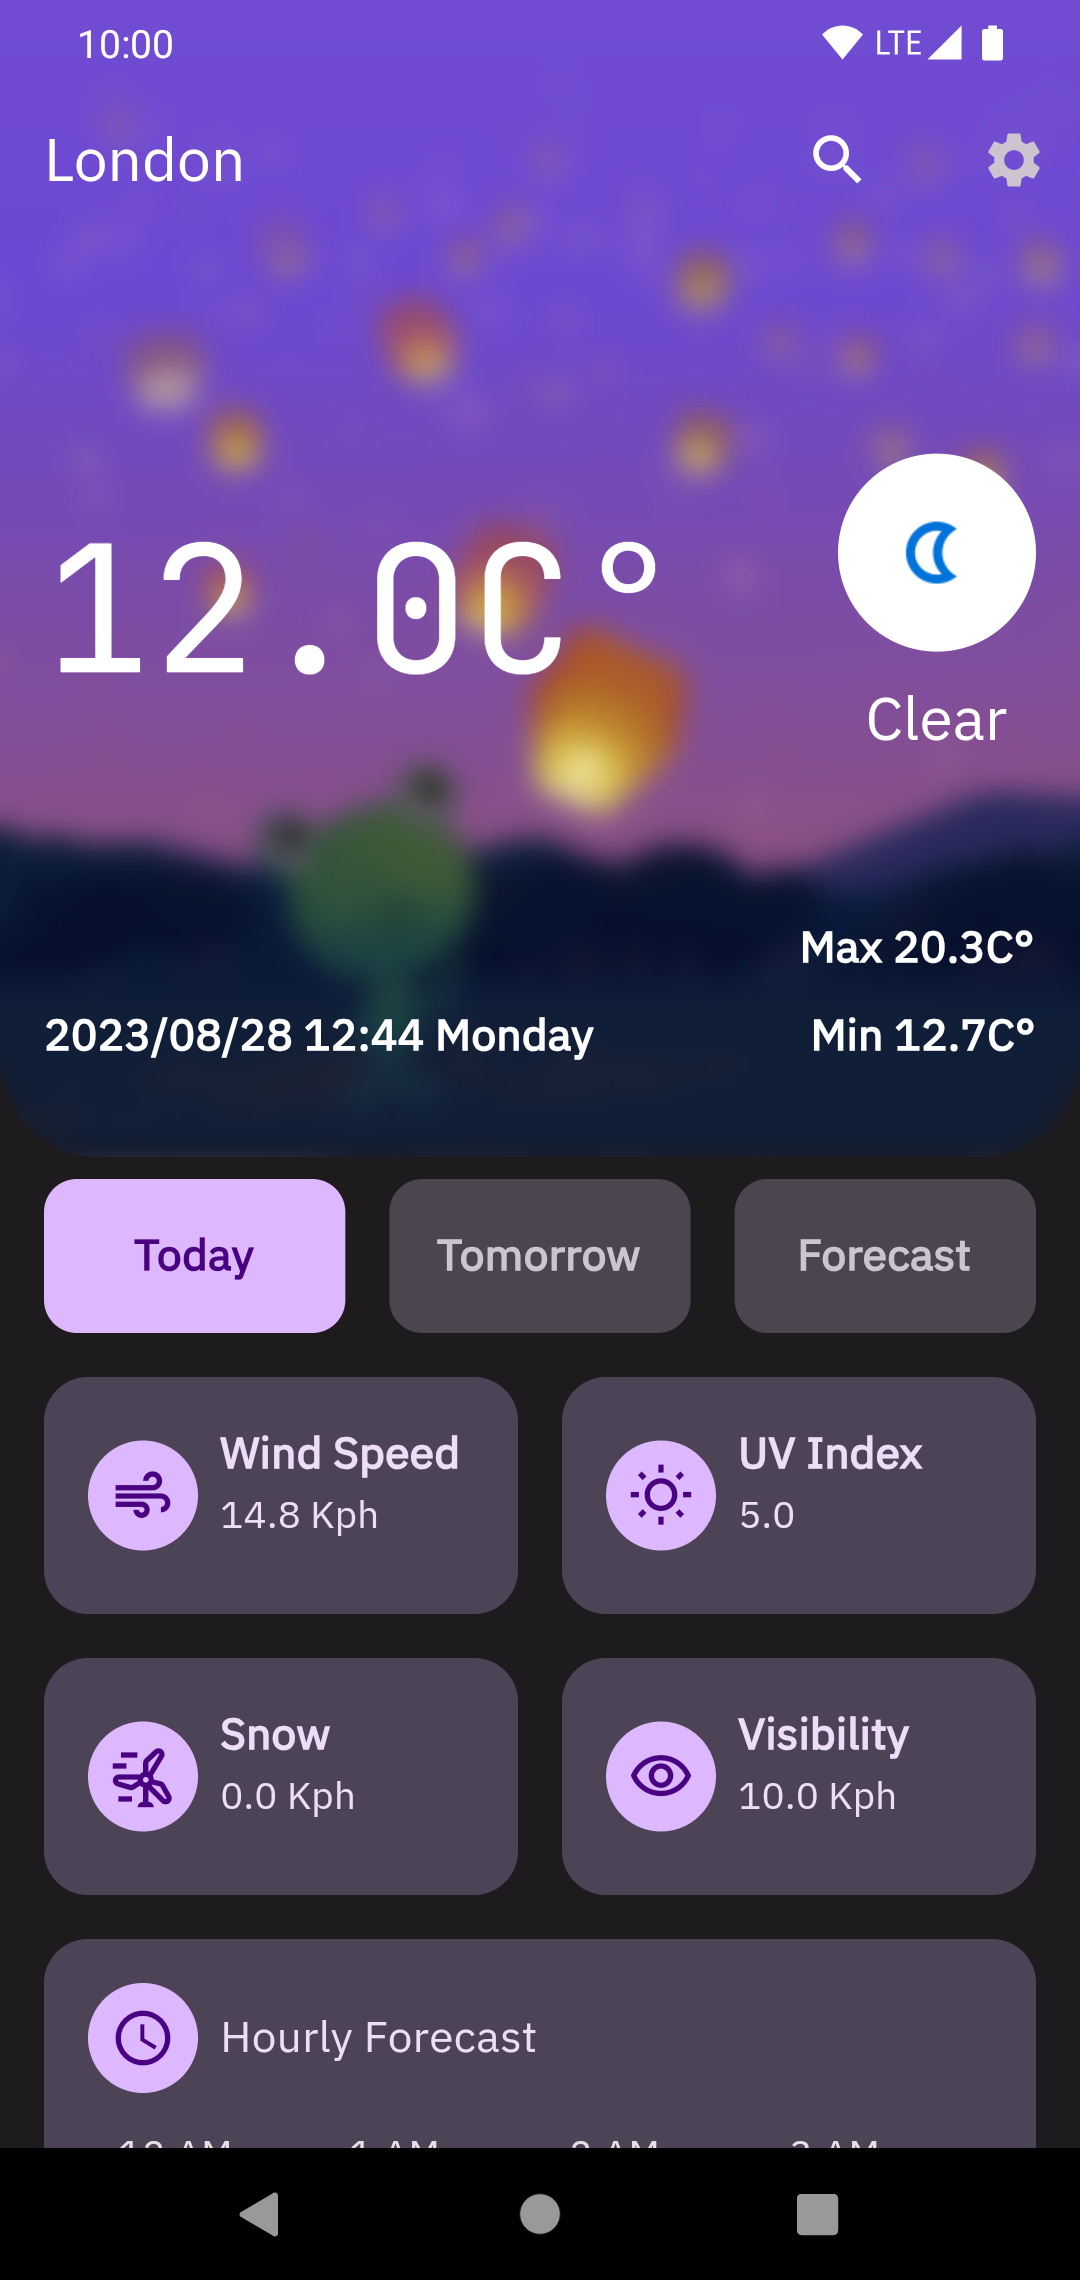 10:00 LTE
London
12.0C°
Clear
Max 20.3C°
2023/08/28 12:44 Monday
Min 12.7C°
Today
Tomorrow
Forecast
Wind Speed
14.8 Kph
UV Index
5.0
Snow
0.0 Kph
Visibility
10.0 Kph
Hourly Forecast
1 AM